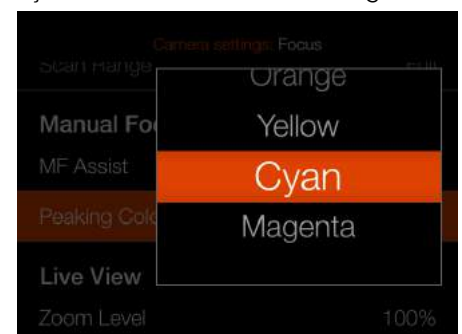 Camera settings: Focus
Scan Range
Full
Orange
Manual Foc
Yellow
MF Assist
Cyan
Peaking Colo
Magenta
Live View
Zoom Level 100%